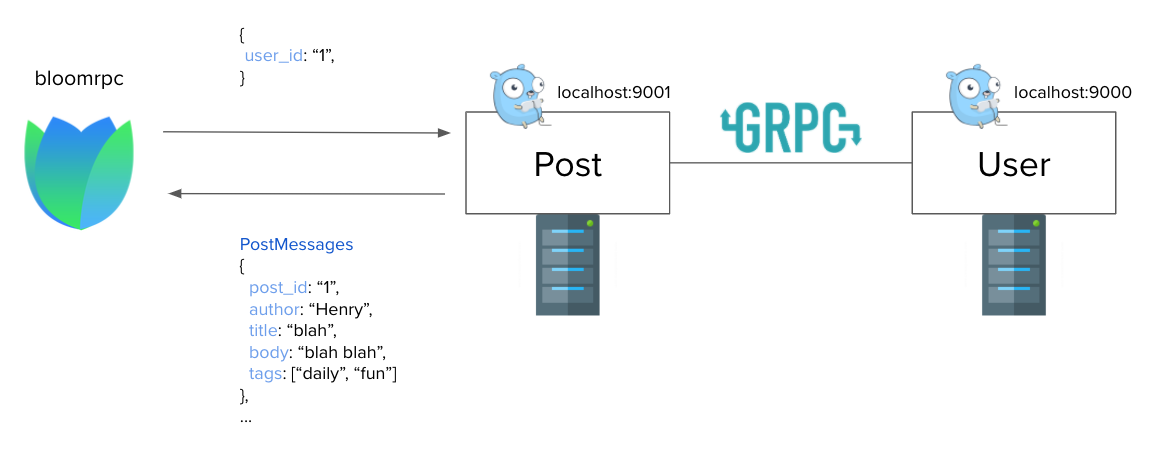 bloomrpc
{
user_id: “1”,
}
PostMessages
{
post_id: “1”,
author: “Henry”,
title: “blah”,
body: “blah blah”,
tags: [“daily”, “fun”]
},
...
localhost:9001
Post
GRPC
localhost:9000
User